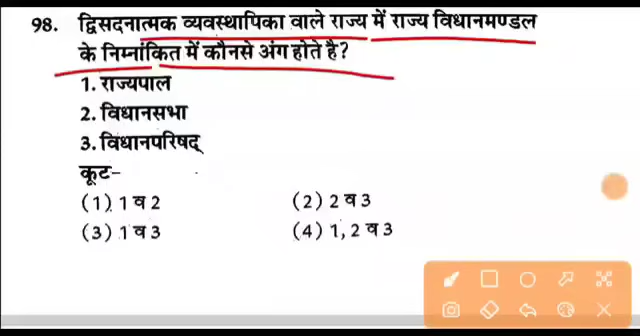 98. द्विसदनात्मक व्यवस्थापिका वाले राज्य में राज्य विधानमण्डल
के निम्नांकित में कौनसे अंग होते है?
1. राज्यपाल
2. विधानसभा
3. विधानपरिषद्
कूट–
(1) 1 व 2 (2) 2 व 3
(3) 1 व 3 (4) 1, 2 व 3